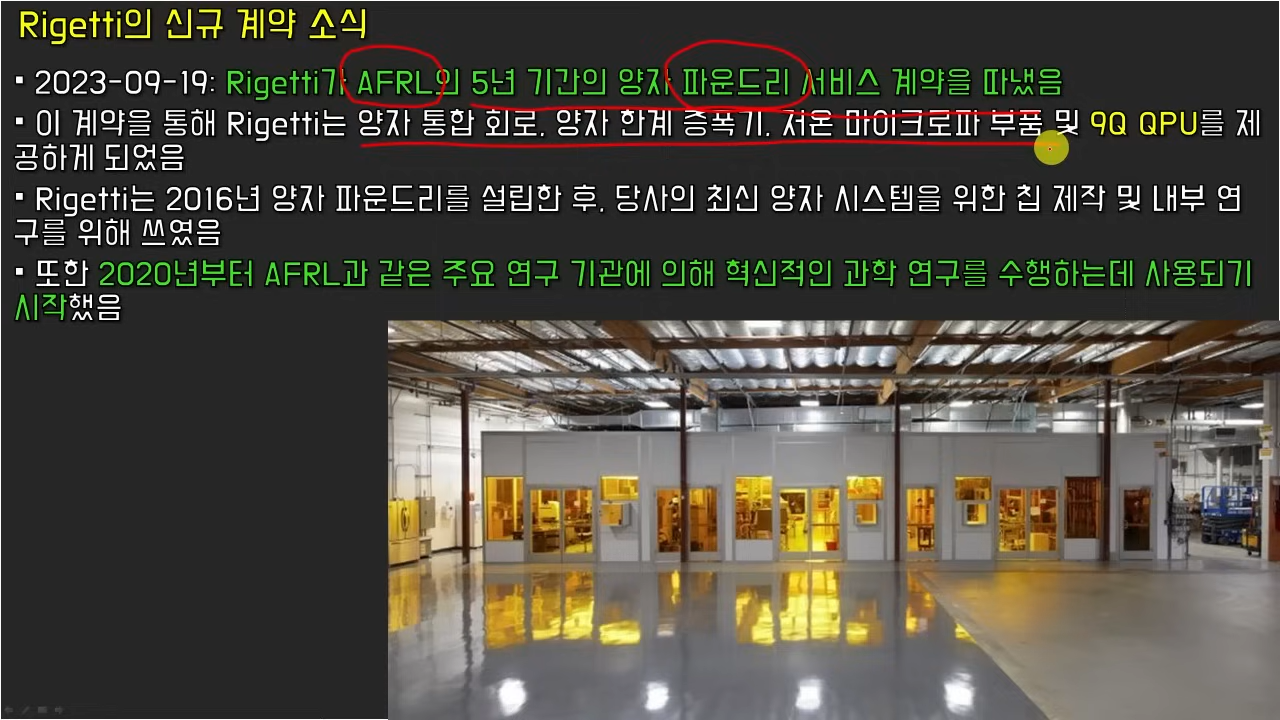 Rigetti의 신규 계약 소식
▪ 2023-09-19: Rigetti가 AFRL의 5년 기간의 양자 파운드리 서비스 계약을 따냈음
▪ 이 계약을 통해 Rigetti는 양자 통합 회로, 양자 한계 증폭기, 저온 마이크로파 부품 및 9Q QPU를 제
공하게 되었음
▪ Rigetti는 2016년 양자 파운드리를 설립한 후, 당사의 최신 양자 시스템을 위한 칩 제작 및 내부 연
구를 위해 쓰였음
▪ 또한 2020년부터 AFRL과 같은 주요 연구 기관에 의해 혁신적인 과학 연구를 수행하는데 사용되기
시작했음